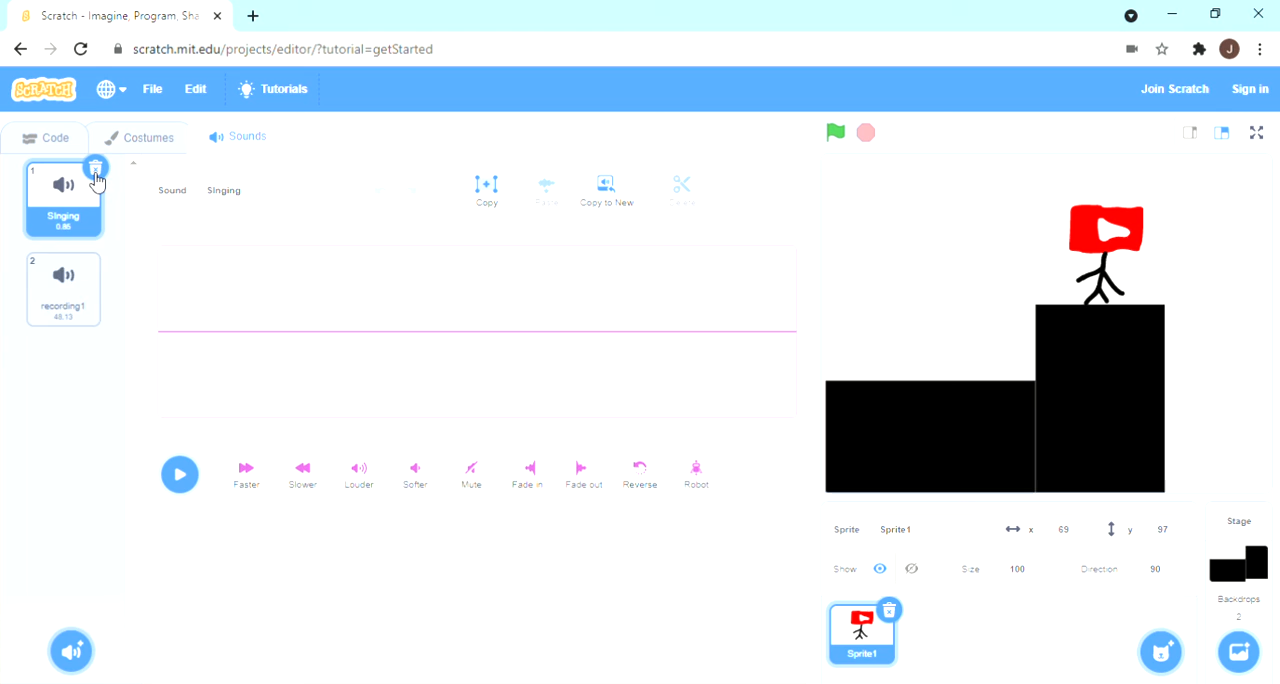 Scratch - Imagine, Program, Sha
scratch.mit.edu/projects/editor/?tutorial=getStarted
J
SCRATCH
File
Edit
Tutorials
Join Scratch
Sign in
Code
Costumes
Sounds
1
SInging
0.85
2
recording1
48.13
Sound
SInging
Copy
Copy to New
Faster
Slower
Louder
Softer
Mute
Fade in
Fade out
Reverse
Robot
Sprite
Sprite1
x
69
y
97
Show
Size
100
Direction
90
Sprite1
Stage
Backdrops
2